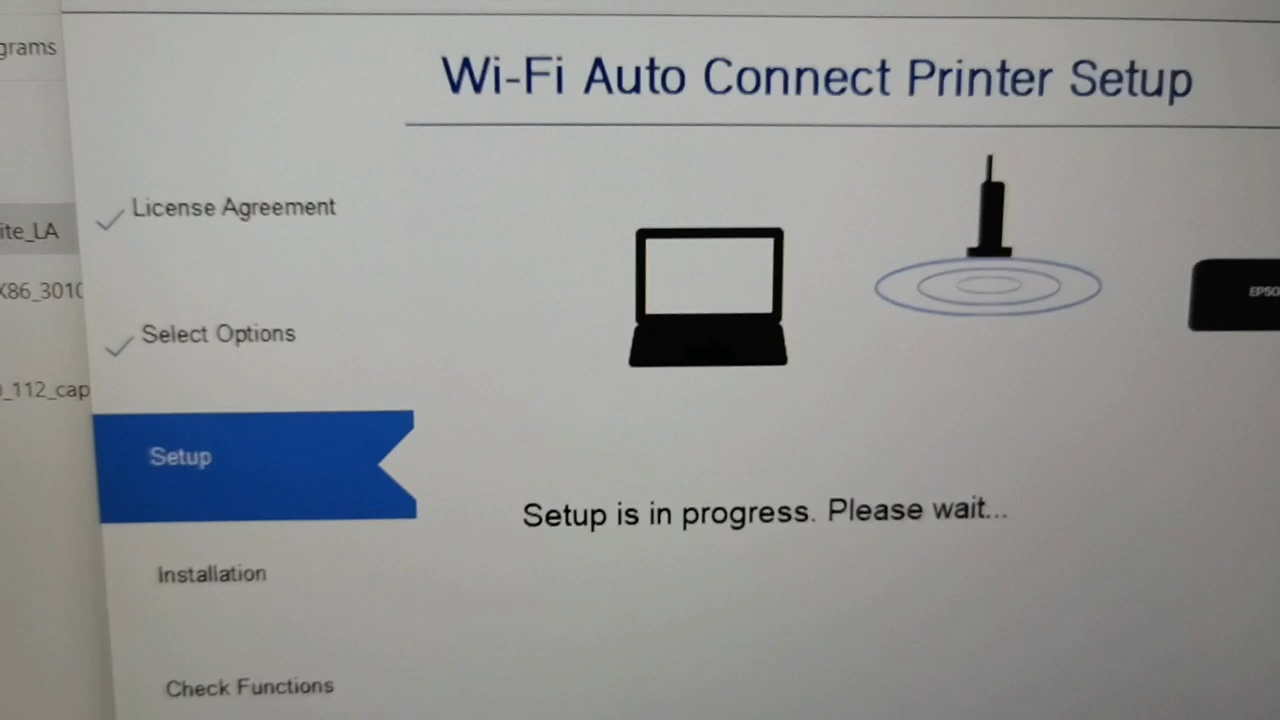 grams
Wi-Fi Auto Connect Printer Setup
License Agreement
ite_LA
X86_3010
EPSO
Select Options
_112_cap
Setup
Setup is in progress. Please wait...
Installation
Check Functions